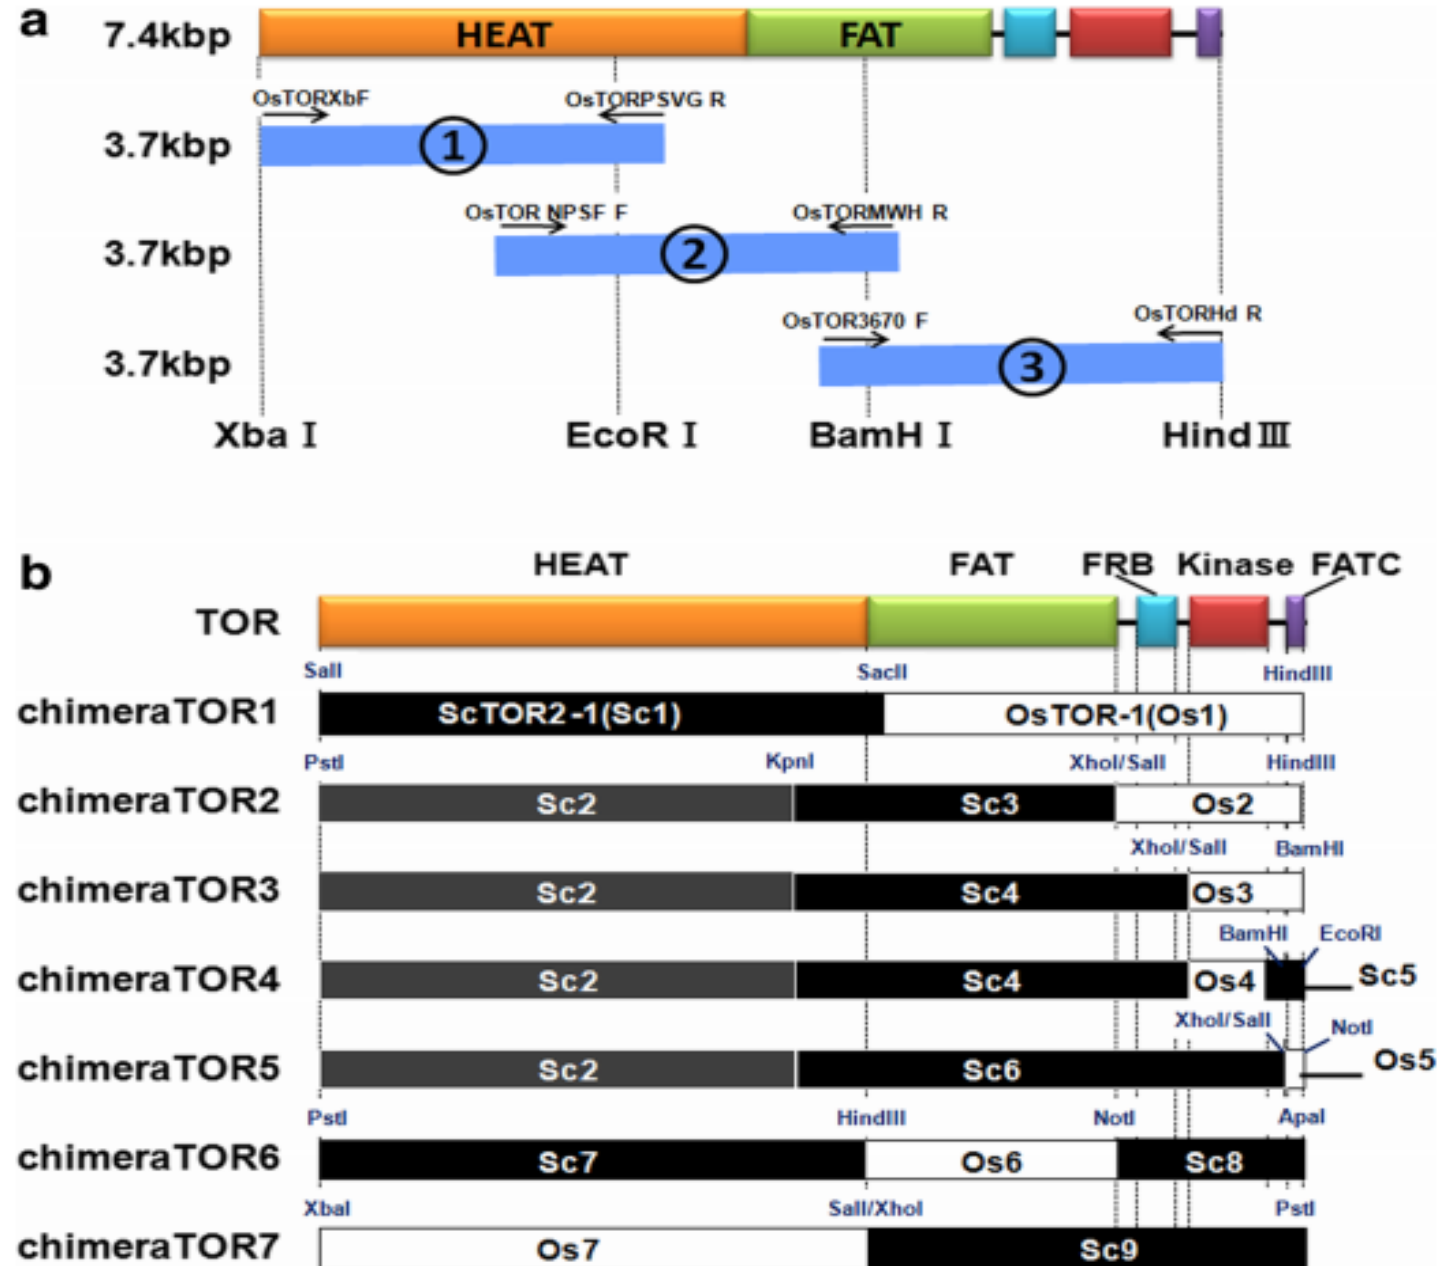 a
7.4kbp HEAT FAT
OsTORXbF OsTORPSVG R
3.7kbp 1
OsTOR NPSF F OsTORMWH R
3.7kbp 2
OsTOR3670 F OsTORHd R
3.7kbp 3
Xba I EcoR I BamH I Hind III
b HEAT FAT FRB Kinase FATC
TOR
SalI SacII HindIII
chimeraTOR1 ScTOR2-1(Sc1) OsTOR-1(Os1)
PstI KpnI XhoI/SalI HindIII
chimeraTOR2 Sc2 Sc3 Os2
XhoI/SalI BamHI
chimeraTOR3 Sc2 Sc4 Os3
BamHI EcoRI
chimeraTOR4 Sc2 Sc4 Os4 Sc5
XhoI/SalI NotI
chimeraTOR5 Sc2 Sc6 Os5
PstI HindIII NotI ApaI
chimeraTOR6 Sc7 Os6 Sc8
XbaI SalI/XhoI PstI
chimeraTOR7 Os7 Sc9